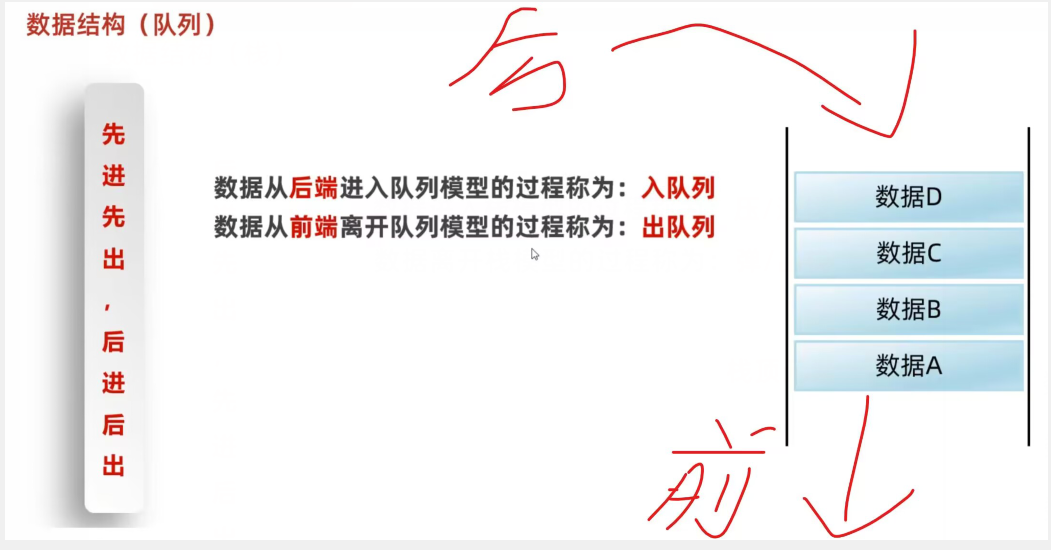 数据结构（队列）
后
先进先出，后进后出
数据从后端进入队列模型的过程称为：入队列
数据从前端离开队列模型的过程称为：出队列
数据D
数据C
数据B
数据A
前